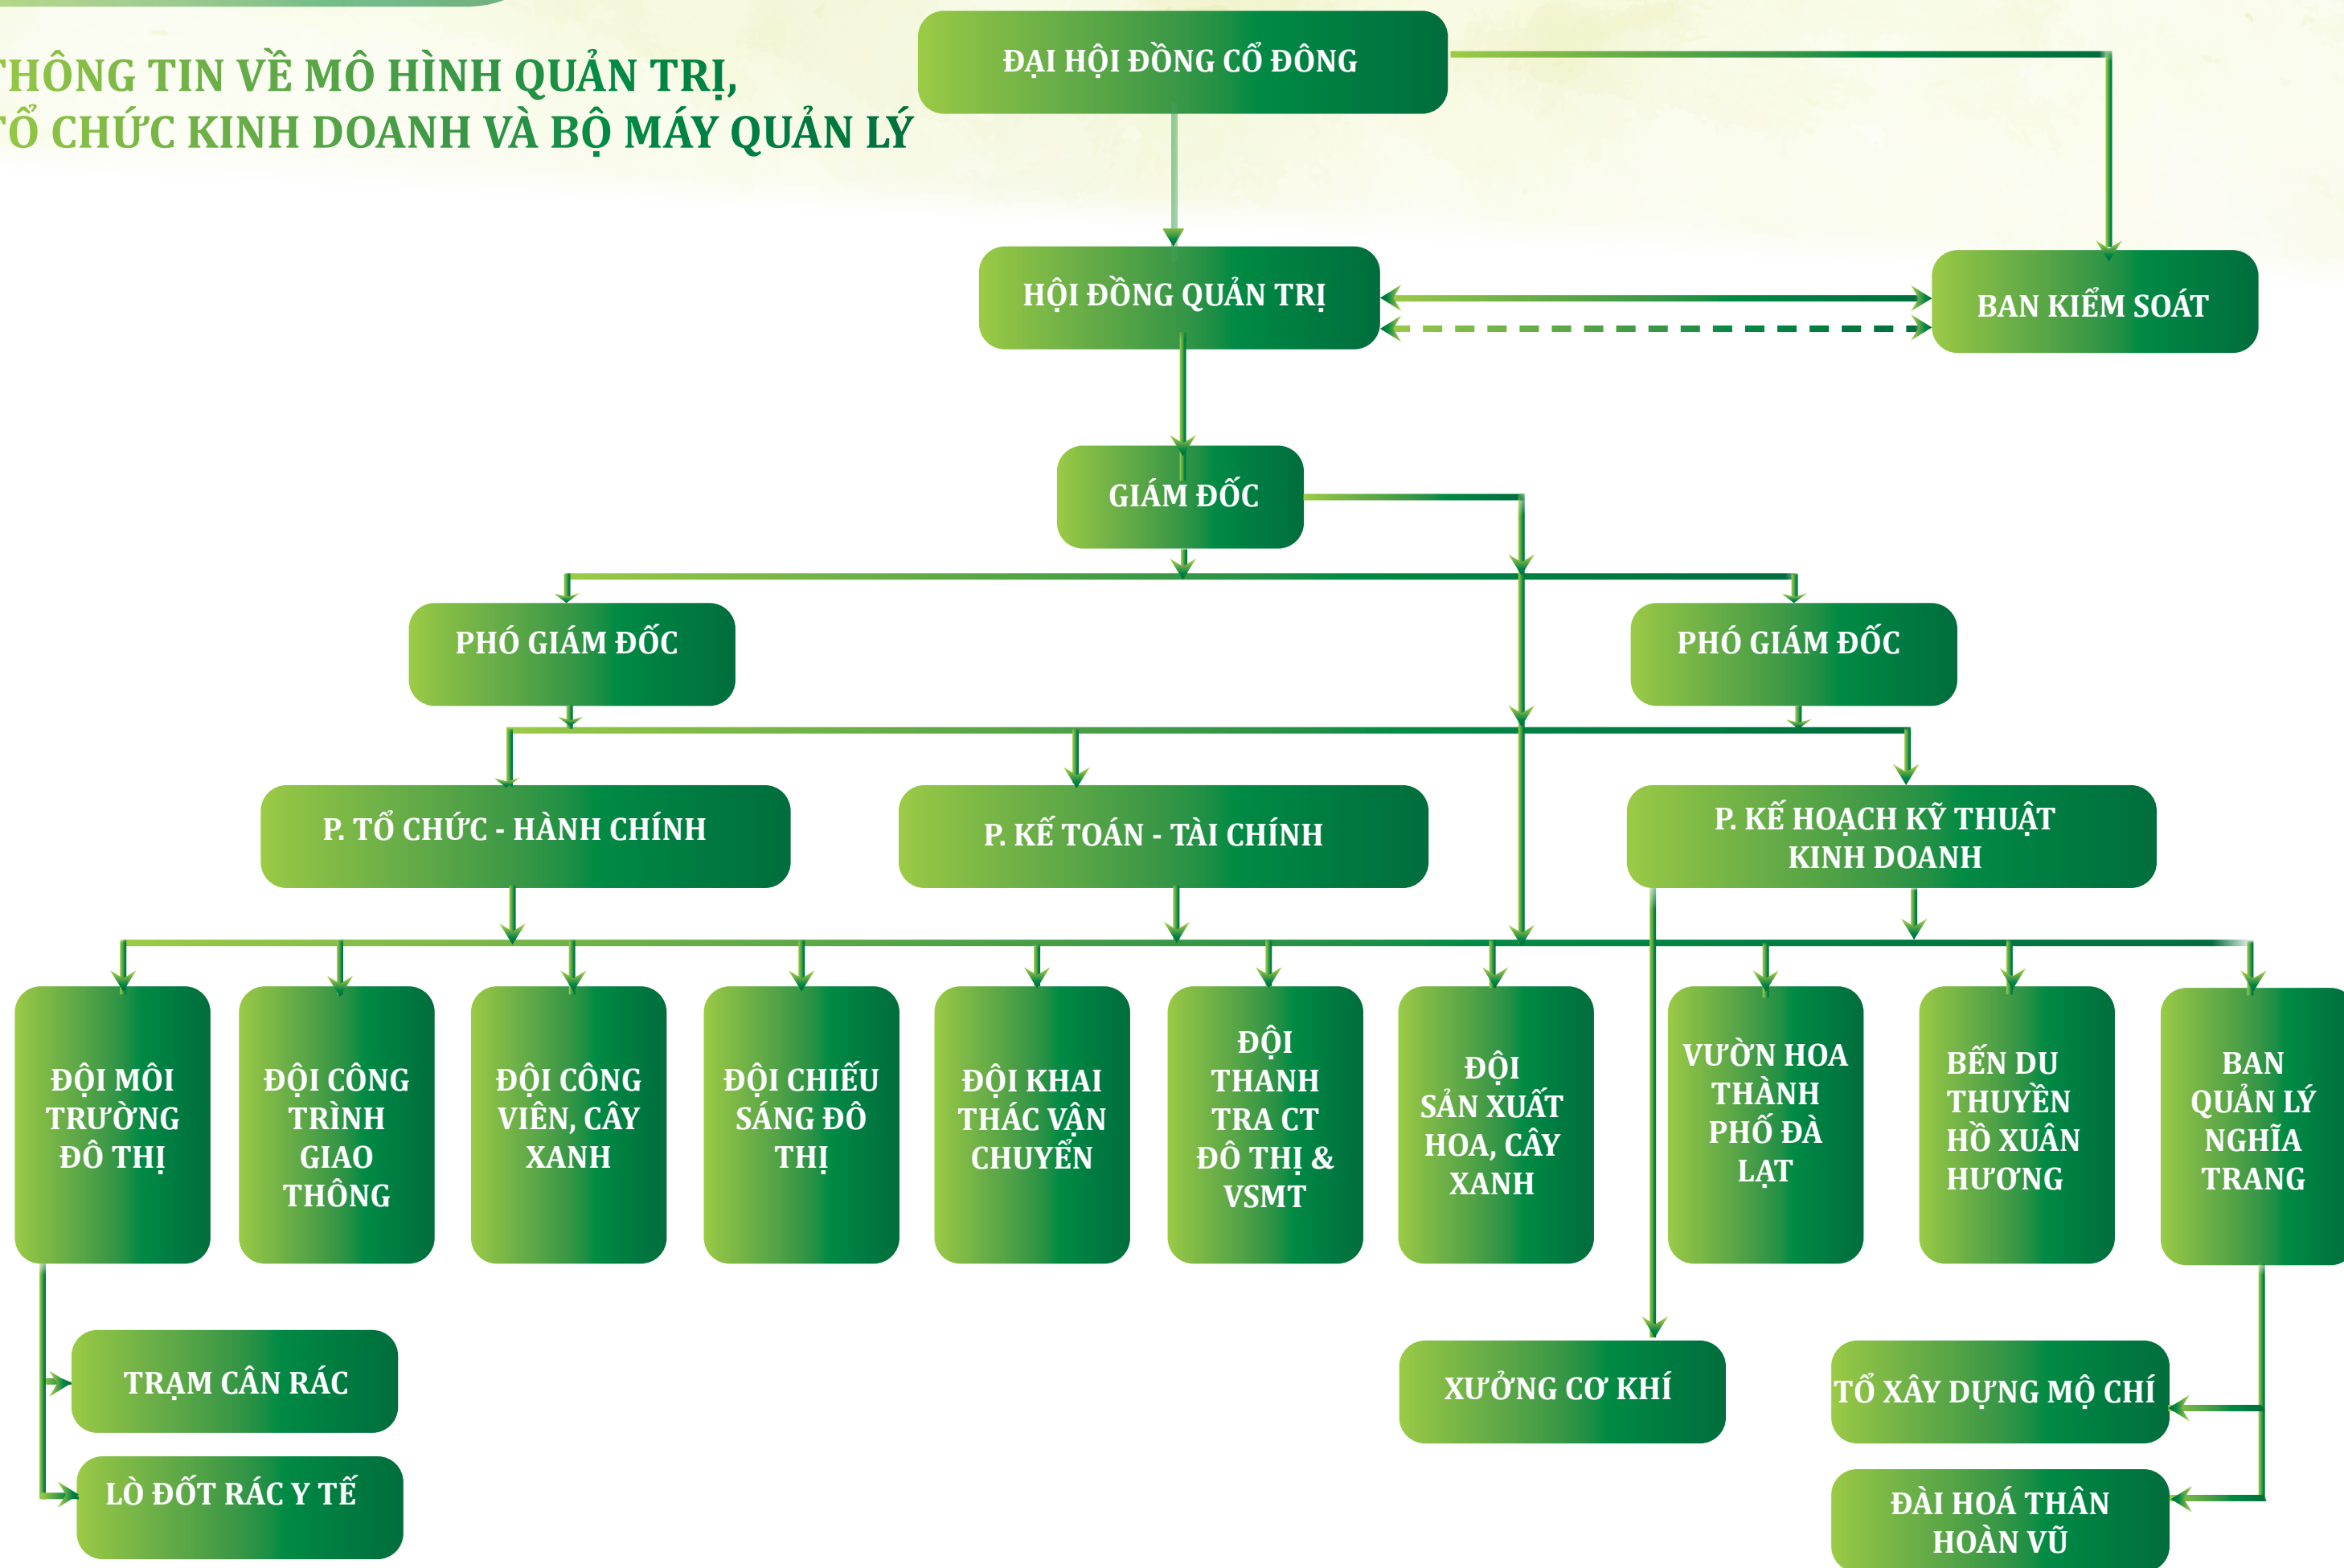 THÔNG TIN VỀ MÔ HÌNH QUẢN TRỊ,
TỔ CHỨC KINH DOANH VÀ BỘ MÁY QUẢN LÝ
ĐẠI HỘI ĐỒNG CỔ ĐÔNG
HỘI ĐỒNG QUẢN TRỊ
BAN KIỂM SOÁT
GIÁM ĐỐC
PHÓ GIÁM ĐỐC
PHÓ GIÁM ĐỐC
P. TỔ CHỨC - HÀNH CHÍNH
P. KẾ TOÁN - TÀI CHÍNH
P. KẾ HOẠCH KỸ THUẬT
KINH DOANH
ĐỘI MÔI
TRƯỜNG
ĐÔ THỊ
ĐỘI CÔNG
TRÌNH
GIAO
THÔNG
ĐỘI CÔNG
VIÊN, CÂY
XANH
ĐỘI CHIẾU
SÁNG ĐÔ
THỊ
ĐỘI KHAI
THÁC VẬN
CHUYỂN
ĐỘI
THANH
TRA CT
ĐÔ THỊ &
VSMT
ĐỘI
SẢN XUẤT
HOA, CÂY
XANH
VƯỜN HOA
THÀNH
PHỐ ĐÀ
LẠT
BẾN DU
THUYỀN
HỒ XUÂN
HƯƠNG
BAN
QUẢN LÝ
NGHĨA
TRANG
TRẠM CÂN RÁC
LÒ ĐỐT RÁC Y TẾ
XƯỞNG CƠ KHÍ
TỔ XÂY DỰNG MỘ CHÍ
ĐÀI HOÁ THÂN
HOÀN VŨ